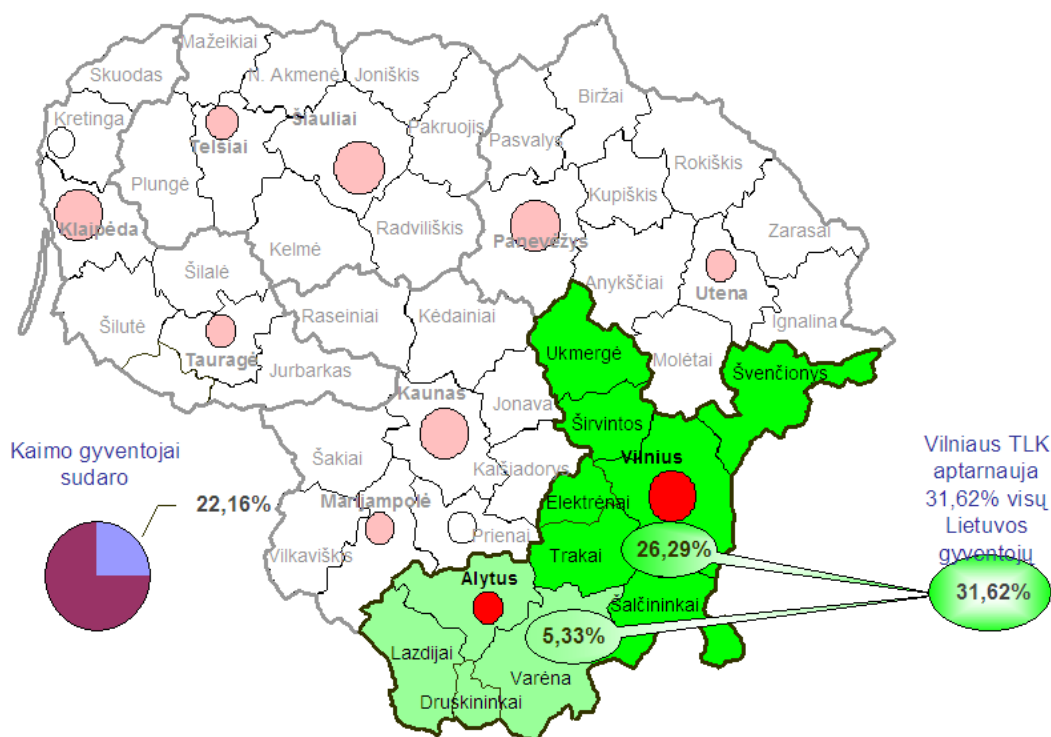 Mažeikiai
Skuodas
N. Akmenė
Joniškis
Biržai
Kretinga
Šiauliai
Pakruojis
Pasvalys
Telšiai
Rokiškis
Plungė
Kupiškis
Klaipėda
Radviliškis
Panevėžys
Zarasai
Kelmė
Šilalė
Anykščiai
Utena
Raseiniai
Kėdainiai
Ignalina
Šilutė
Ukmergė
Molėtai
Tauragė
Jurbarkas
Švenčionys
Kaunas
Jonava
Širvintos
Kaimo gyventojai
sudaro
22,16%
Šakiai
Kaišiadorys
Vilnius
Vilniaus TLK
aptarnauja
31,62% visų
Lietuvos
gyventojų
Marijampolė
Elektrėnai
Prienai
Vilkaviškis
Trakai
26,29%
Alytus
31,62%
Šalčininkai
5,33%
Lazdijai
Varėna
Druskininkai